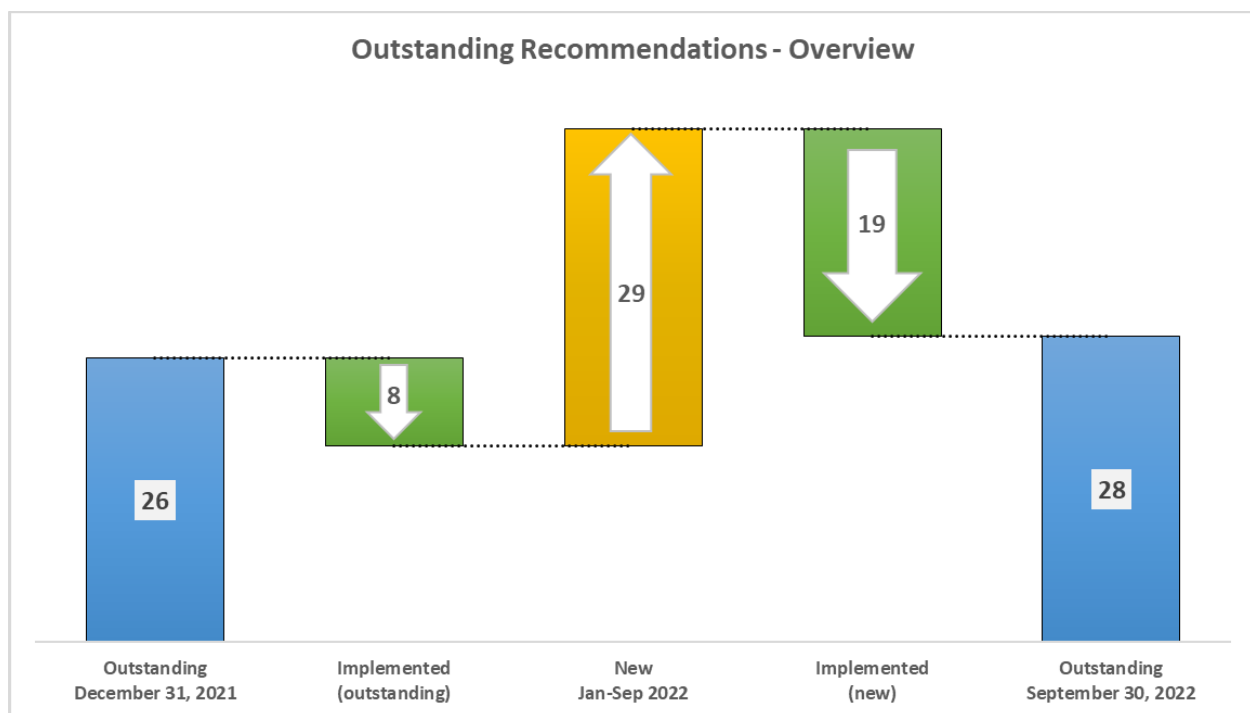 Outstanding Recommendations - Overview
26
8
29
19
28
Outstanding
December 31, 2021
Implemented
(outstanding)
New
Jan-Sep 2022
Implemented
(new)
Outstanding
September 30, 2022